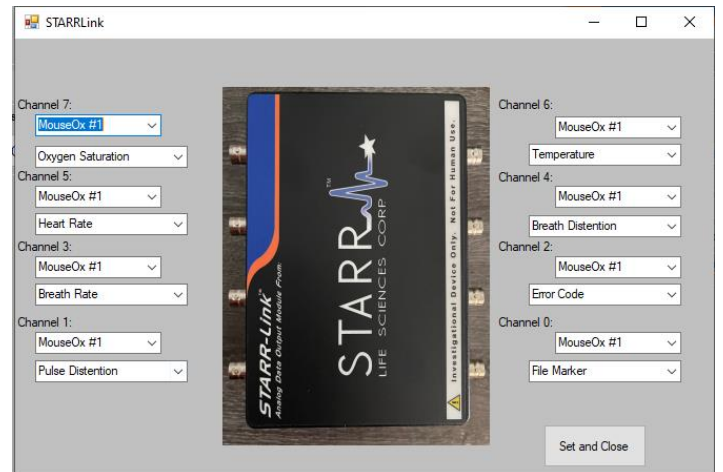 STARRLink
Channel 7:
MouseOx #1
Oxygen Saturation
Channel 5:
MouseOx #1
Heart Rate
Channel 3:
MouseOx #1
Breath Rate
Channel 1:
MouseOx #1
Pulse Distention
STARR-Link™
Analog Data Output Module From:
STARR™
LIFE SCIENCES CORP
Investigational Device Only. Not For Human Use.
Channel 6:
MouseOx #1
Temperature
Channel 4:
MouseOx #1
Breath Distention
Channel 2:
MouseOx #1
Error Code
Channel 0:
MouseOx #1
File Marker
Set and Close